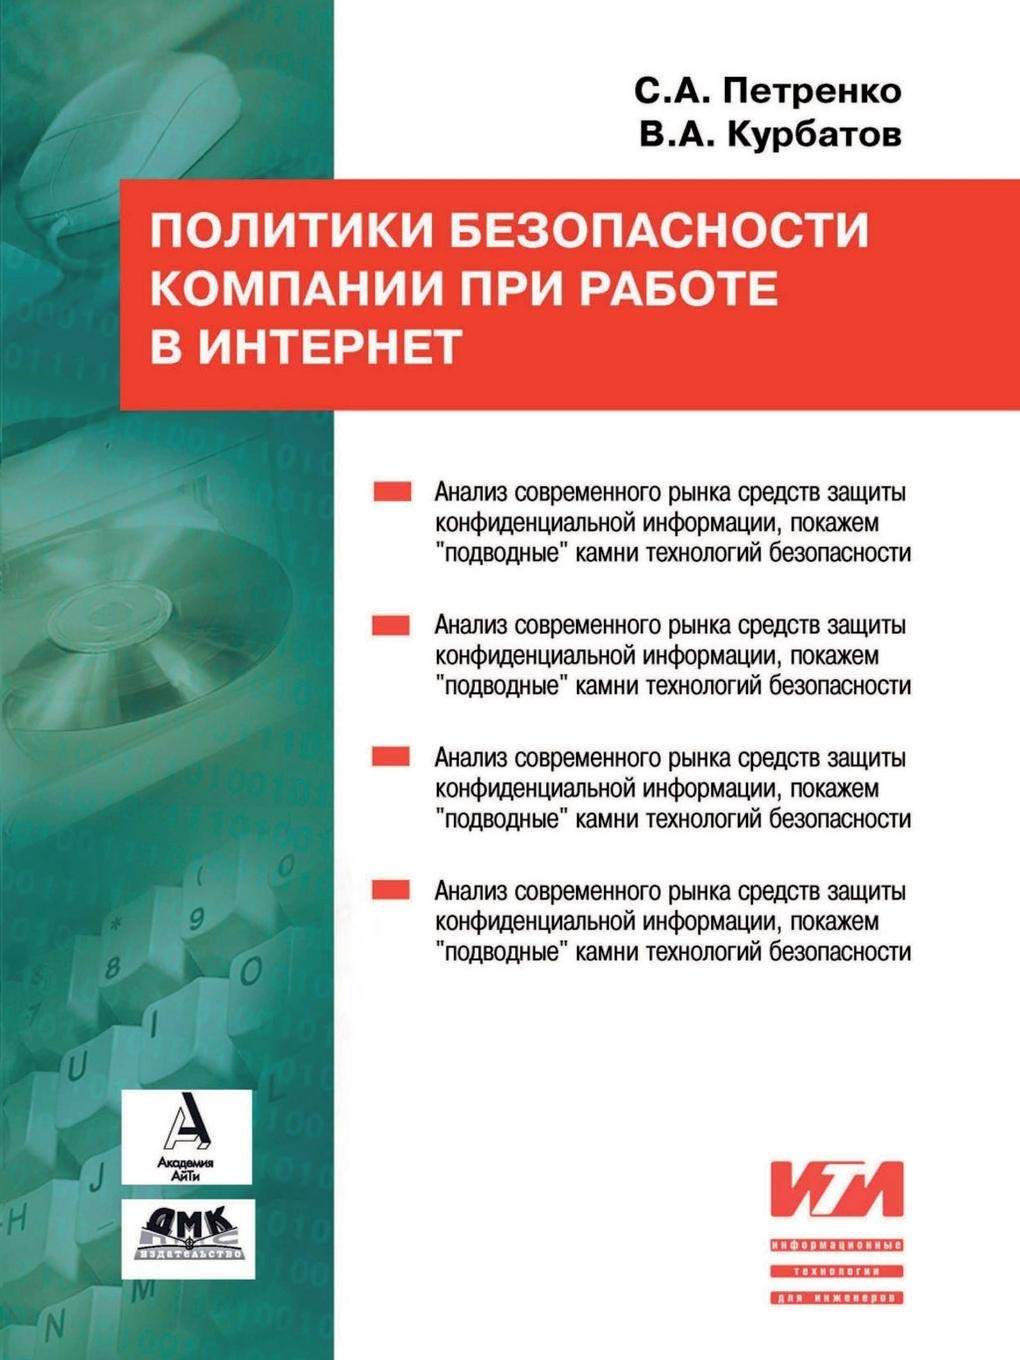 С.А. Петренко
В.А. Курбатов
ПОЛИТИКИ БЕЗОПАСНОСТИ
КОМПАНИИ ПРИ РАБОТЕ
В ИНТЕРНЕТ
Анализ современного рынка средств защиты
конфиденциальной информации, покажем
"подводные" камни технологий безопасности
Анализ современного рынка средств защиты
конфиденциальной информации, покажем
"подводные" камни технологий безопасности
Анализ современного рынка средств защиты
конфиденциальной информации, покажем
"подводные" камни технологий безопасности
Анализ современного рынка средств защиты
конфиденциальной информации, покажем
"подводные" камни технологий безопасности
Академия
АйТи
ДМК
издательство
ИТИ
информационные
технологии
для инженеров